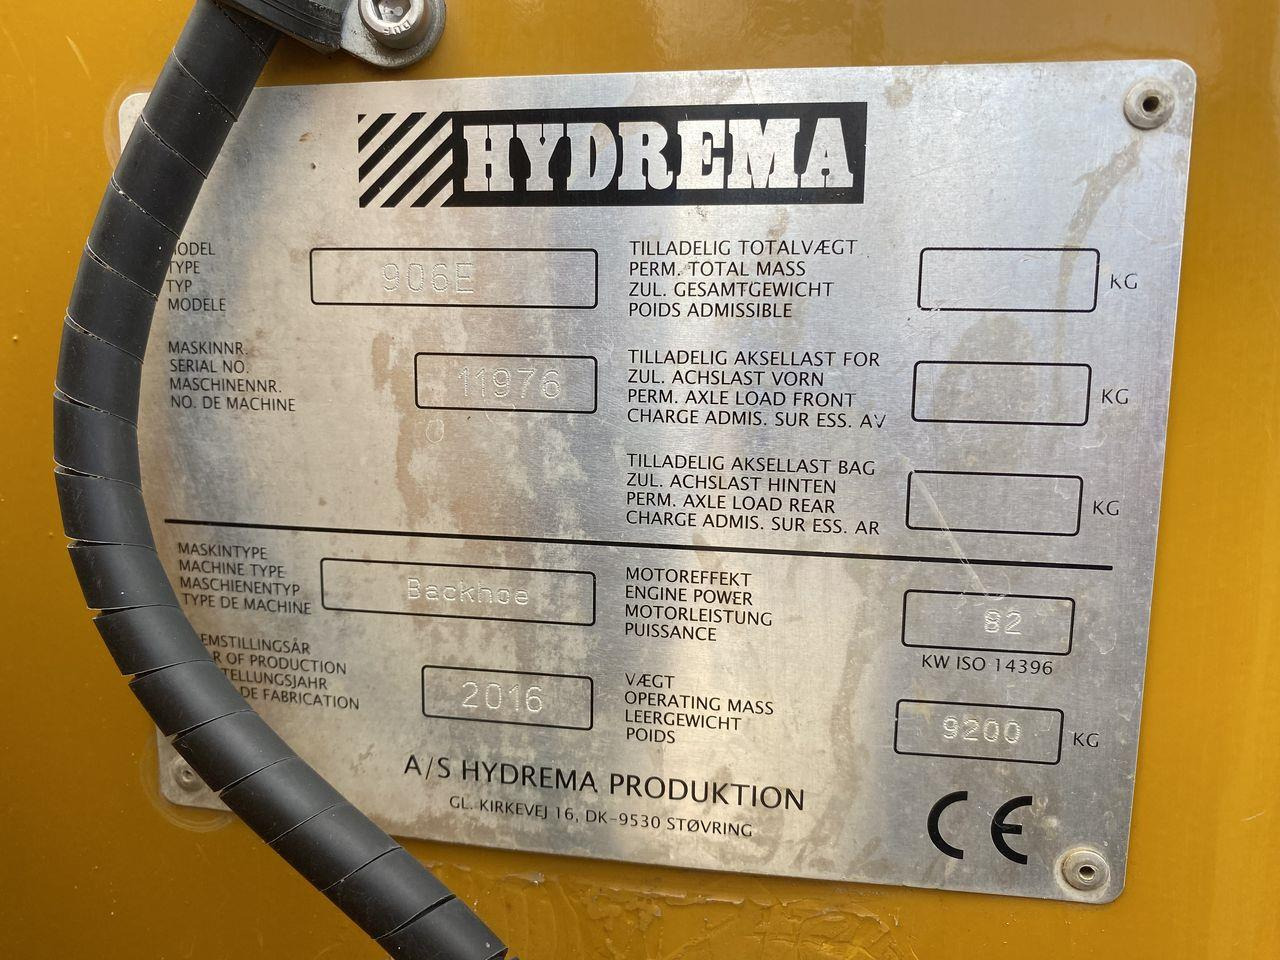 HYDREMA
MODEL
TYPE
TYP
MODELE
906E
TILLADELIG TOTALVÆGT
PERM. TOTAL MASS
ZUL. GESAMTGEWICHT
POIDS ADMISSIBLE
KG
MASKINNR.
SERIAL NO.
MASCHINENNR.
NO. DE MACHINE
11976
TILLADELIG AKSELLAST FOR
ZUL. ACHSLAST VORN
PERM. AXLE LOAD FRONT
CHARGE ADMIS. SUR ESS. AV
KG
TILLADELIG AKSELLAST BAG
ZUL. ACHSLAST HINTEN
PERM. AXLE LOAD REAR
CHARGE ADMIS. SUR ESS. AR
KG
MASKINTYPE
MACHINE TYPE
MASCHIENENTYP
TYPE DE MACHINE
Backhoe
MOTOREFFEKT
ENGINE POWER
MOTORLEISTUNG
PUISSANCE
82
KW ISO 14396
EMSTILLINGSÅR
R OF PRODUCTION
TELLUNGSJAHR
DE FABRICATION
2016
VÆGT
OPERATING MASS
LEERGEWICHT
POIDS
9200
KG
A/S HYDREMA PRODUKTION
GL. KIRKEVEJ 16, DK-9530 STØVRING
CE